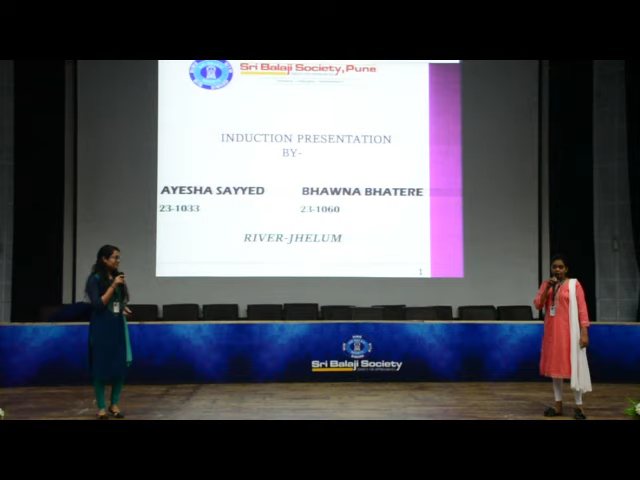 Sri Balaji Society, Pune
INDUCTION PRESENTATION
BY-
AYESHA SAYYED BHAWNA BHATERE
23-1033 23-1060
RIVER-JHELUM
1
Sri Balaji Society